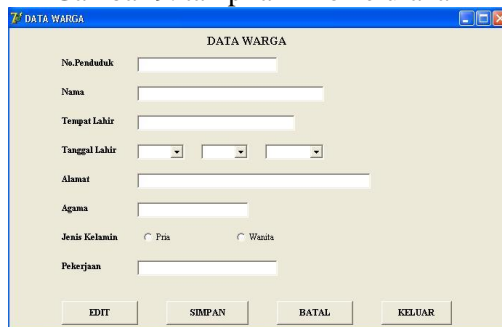 DATA WARGA
DATA WARGA
No.Penduduk
Nama
Tempat Lahir
Tanggal Lahir
Alamat
Agama
Jenis Kelamin Pria Wanita
Pekerjaan
EDIT SIMPAN BATAL KELUAR